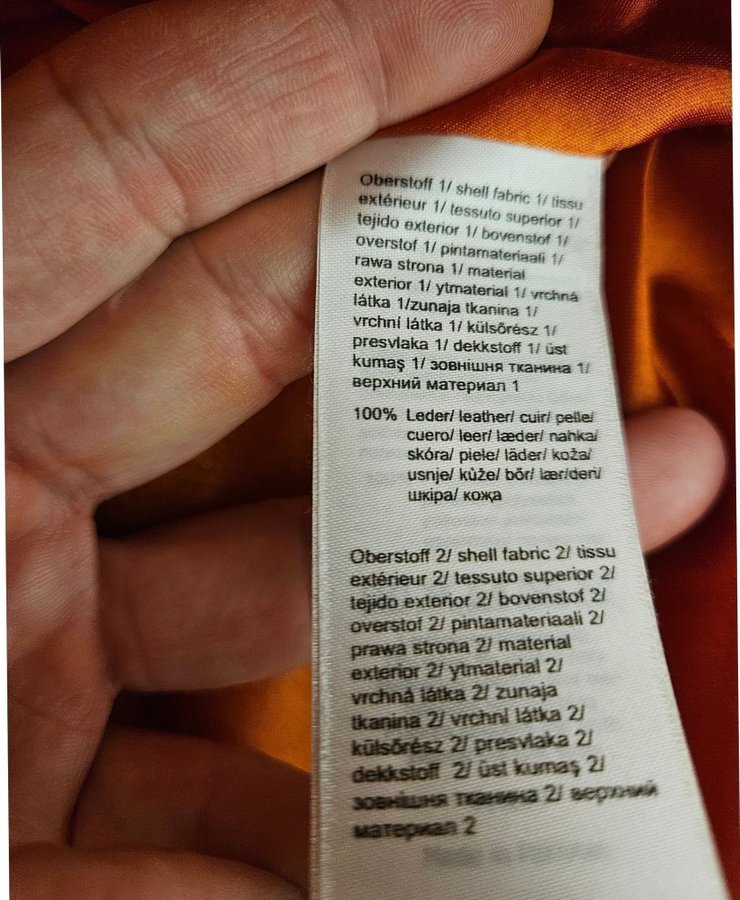 Oberstoff 1/ shell fabric 1/ tissu
extérieur 1/ tessuto superior 1/
tejido exterior 1/ bovenstof 1/
overstof 1/ pintamateriaali 1/
rawa strona 1/ material
exterior 1/ ytmaterial 1/ vrchná
látka 1/zunaja tkanina 1/
vrchní látka 1/ külsőrész 1/
presvlaka 1/ dekkstoff 1/ üst
kumaş 1/ зовнішня тканина 1/
верхний материал 1
100% Leder/ leather/ cuir/ pelle/
cuero/ leer/ læder/ nahka/
skóra/ piele/ läder/ koža/
usnje/ kůže/ bőr/ lær/deri/
шкіра/ кожа
Oberstoff 2/ shell fabric 2/ tissu
extérieur 2/ tessuto superior 2/
tejido exterior 2/ bovenstof 2/
overstof 2/ pintamateriaali 2/
prawa strona 2/ material
exterior 2/ ytmaterial 2/
vrchná látka 2/ zunaja
tkanina 2/ vrchní látka 2/
külsőrész 2/ presvlaka 2/
dekkstoff 2/ üst kumaş 2/
зовнішня тканина 2/ верхний
материал 2